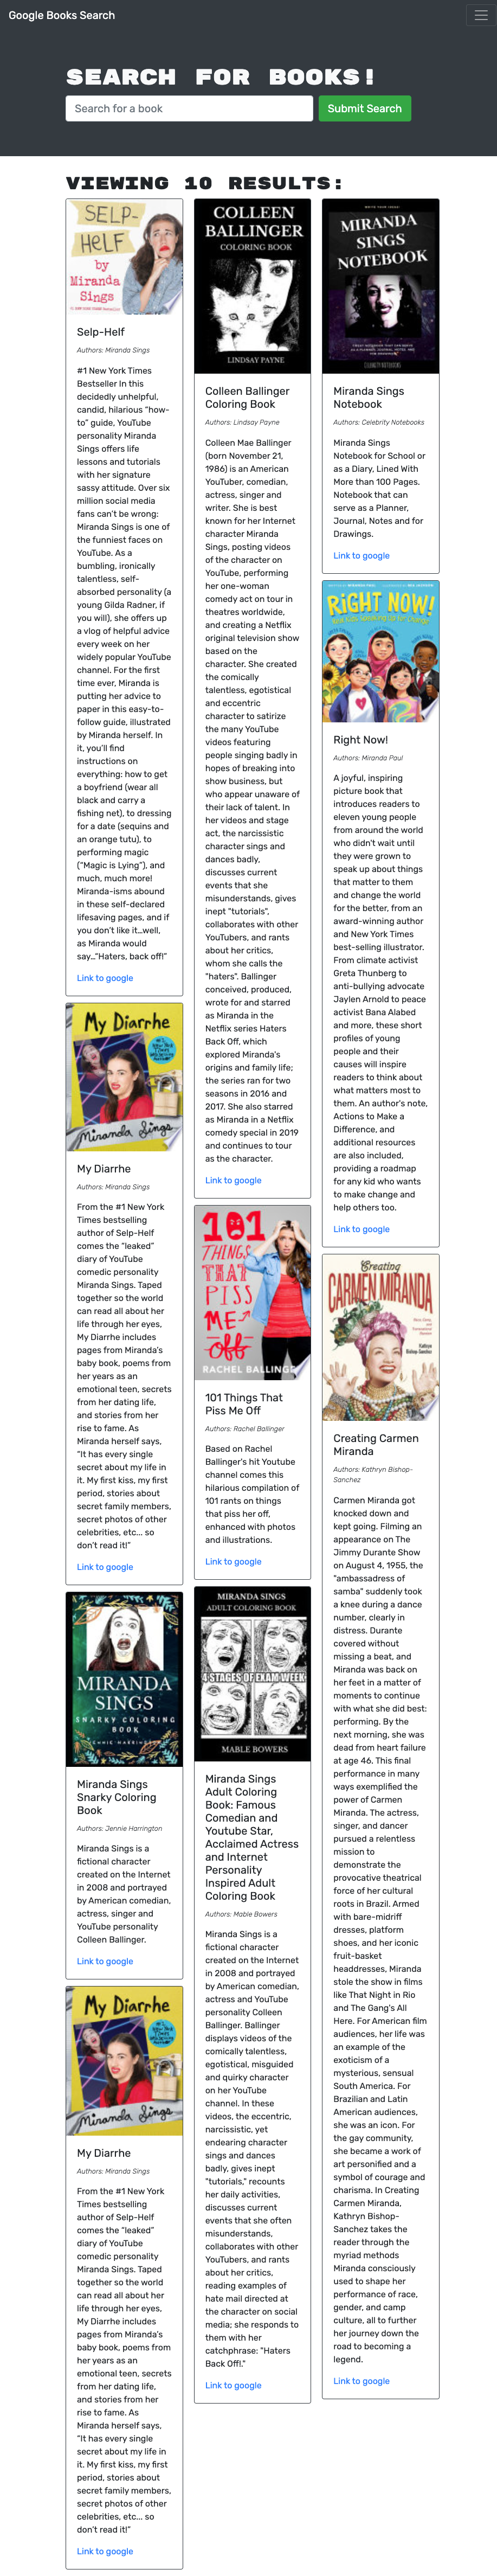 Google Books Search
SEARCH FOR BOOKS!
Search for a book
Submit Search
VIEWING 10 RESULTS:
SELP-
HELF
by
Miranda
Sings
Selp-Helf
Authors: Miranda Sings
#1 New York Times
Bestseller In this
decidedly unhelpful,
candid, hilarious "how-
to" guide, YouTube
personality Miranda
Sings offers life
lessons and tutorials
with her signature
sassy attitude. Over six
million social media
fans can't be wrong:
Miranda Sings is one of
the funniest faces on
YouTube. As a
bumbling, ironically
talentless, self-
absorbed personality (a
young Gilda Radner, if
you will), she offers up
a vlog of helpful advice
every week on her
widely popular YouTube
channel. For the first
time ever, Miranda is
putting her advice to
paper in this easy-to-
follow guide, illustrated
by Miranda herself. In
it, you'll find
instructions on
everything: how to get
a boyfriend (wear all
black and carry a
fishing net), to dressing
for a date (sequins and
an orange tutu), to
performing magic
("Magic is Lying"), and
much, much more!
Miranda-isms abound
in these self-declared
lifesaving pages, and if
you don't like it…well,
as Miranda would
say…"Haters, back off!"
Link to google
My Diarrhe
Miranda Sings
My Diarrhe
Authors: Miranda Sings
From the #1 New York
Times bestselling
author of Selp-Helf
comes the "leaked"
diary of YouTube
comedic personality
Miranda Sings. Taped
together so the world
can read all about her
life through her eyes,
My Diarrhe includes
pages from Miranda's
baby book, poems from
her years as an
emotional teen, secrets
from her dating life,
and stories from her
rise to fame. As
Miranda herself says,
"It has every single
secret about my life in
it. My first kiss, my first
period, stories about
secret family members,
secret photos of other
celebrities, etc... so
don't read it!"
Link to google
MIRANDA
SINGS
SNARKY COLORING
BOOK
Miranda Sings
Snarky Coloring
Book
Authors: Jennie Harrington
Miranda Sings is a
fictional character
created on the Internet
in 2008 and portrayed
by American comedian,
actress, singer and
YouTube personality
Colleen Ballinger.
Link to google
My Diarrhe
Miranda Sings
My Diarrhe
Authors: Miranda Sings
From the #1 New York
Times bestselling
author of Selp-Helf
comes the "leaked"
diary of YouTube
comedic personality
Miranda Sings. Taped
together so the world
can read all about her
life through her eyes,
My Diarrhe includes
pages from Miranda's
baby book, poems from
her years as an
emotional teen, secrets
from her dating life,
and stories from her
rise to fame. As
Miranda herself says,
"It has every single
secret about my life in
it. My first kiss, my first
period, stories about
secret family members,
secret photos of other
celebrities, etc... so
don't read it!"
Link to google
COLLEEN
BALLINGER
COLORING BOOK
LINDSAY PAYNE
Colleen Ballinger
Coloring Book
Authors: Lindsay Payne
Colleen Mae Ballinger
(born November 21,
1986) is an American
YouTuber, comedian,
actress, singer and
writer. She is best
known for her Internet
character Miranda
Sings, posting videos
of the character on
YouTube, performing
her one-woman
comedy act on tour in
theatres worldwide,
and creating a Netflix
original television show
based on the
character. She created
the comically
talentless, egotistical
and eccentric
character to satirize
the many YouTube
videos featuring
people singing badly in
hopes of breaking into
show business, but
who appear unaware of
their lack of talent. In
her videos and stage
act, the narcissistic
character sings and
dances badly,
discusses current
events that she
misunderstands, gives
inept "tutorials",
collaborates with other
YouTubers, and rants
about her critics,
whom she calls the
"haters". Ballinger
conceived, produced,
wrote for and starred
as Miranda in the
Netflix series Haters
Back Off, which
explored Miranda's
origins and family life;
the series ran for two
seasons in 2016 and
2017. She also starred
as Miranda in a Netflix
comedy special in 2019
and continues to tour
as the character.
Link to google
101
THINGS
THAT
PISS
ME OFF
RACHEL BALLINGER
101 Things That
Piss Me Off
Authors: Rachel Ballinger
Based on Rachel
Ballinger's hit Youtube
channel comes this
hilarious compilation of
101 rants on things
that piss her off,
enhanced with photos
and illustrations.
Link to google
MIRANDA SINGS
ADULT COLORING BOOK
4 STAGES OF EXAM WEEK
MABLE BOWERS
Miranda Sings
Adult Coloring
Book: Famous
Comedian and
Youtube Star,
Acclaimed Actress
and Internet
Personality
Inspired Adult
Coloring Book
Authors: Mable Bowers
Miranda Sings is a
fictional character
created on the Internet
in 2008 and portrayed
by American comedian,
actress and YouTube
personality Colleen
Ballinger. Ballinger
displays videos of the
comically talentless,
egotistical, misguided
and quirky character
on her YouTube
channel. In these
videos, the eccentric,
narcissistic, yet
endearing character
sings and dances
badly, gives inept
"tutorials," recounts
her daily activities,
discusses current
events that she often
misunderstands,
collaborates with other
YouTubers, and rants
about her critics,
reading examples of
hate mail directed at
the character on social
media; she responds to
them with her
catchphrase: "Haters
Back Off!."
Link to google
WRITE YOUR IDEAS!
MIRANDA
SINGS
NOTEBOOK
CELEBRITY NOTEBOOKS
Miranda Sings
Notebook
Authors: Celebrity Notebooks
Miranda Sings
Notebook for School or
as a Diary, Lined With
More than 100 Pages.
Notebook that can
serve as a Planner,
Journal, Notes and for
Drawings.
Link to google
RIGHT NOW!
Right Now!
Authors: Miranda Paul
A joyful, inspiring
picture book that
introduces readers to
eleven young people
from around the world
who didn't wait until
they were grown to
speak up about things
that matter to them
and change the world
for the better, from an
award-winning author
and New York Times
best-selling illustrator.
From climate activist
Greta Thunberg to
anti-bullying advocate
Jaylen Arnold to peace
activist Bana Alabed
and more, these short
profiles of young
people and their
causes will inspire
readers to think about
what matters most to
them. An author's note,
Actions to Make a
Difference, and
additional resources
are also included,
providing a roadmap
for any kid who wants
to make change and
help others too.
Link to google
Creating
CARMEN MIRANDA
Kathryn
Bishop-Sanchez
Creating Carmen
Miranda
Authors: Kathryn Bishop-
Sanchez
Carmen Miranda got
knocked down and
kept going. Filming an
appearance on The
Jimmy Durante Show
on August 4, 1955, the
"ambassadress of
samba" suddenly took
a knee during a dance
number, clearly in
distress. Durante
covered without
missing a beat, and
Miranda was back on
her feet in a matter of
moments to continue
with what she did best:
performing. By the
next morning, she was
dead from heart failure
at age 46. This final
performance in many
ways exemplified the
power of Carmen
Miranda. The actress,
singer, and dancer
pursued a relentless
mission to
demonstrate the
provocative theatrical
force of her cultural
roots in Brazil. Armed
with bare-midriff
dresses, platform
shoes, and her iconic
fruit-basket
headdresses, Miranda
stole the show in films
like That Night in Rio
and The Gang's All
Here. For American film
audiences, her life was
an example of the
exoticism of a
mysterious, sensual
South America. For
Brazilian and Latin
American audiences,
she was an icon. For
the gay community,
she became a work of
art personified and a
symbol of courage and
charisma. In Creating
Carmen Miranda,
Kathryn Bishop-
Sanchez takes the
reader through the
myriad methods
Miranda consciously
used to shape her
performance of race,
gender, and camp
culture, all to further
her journey down the
road to becoming a
legend.
Link to google